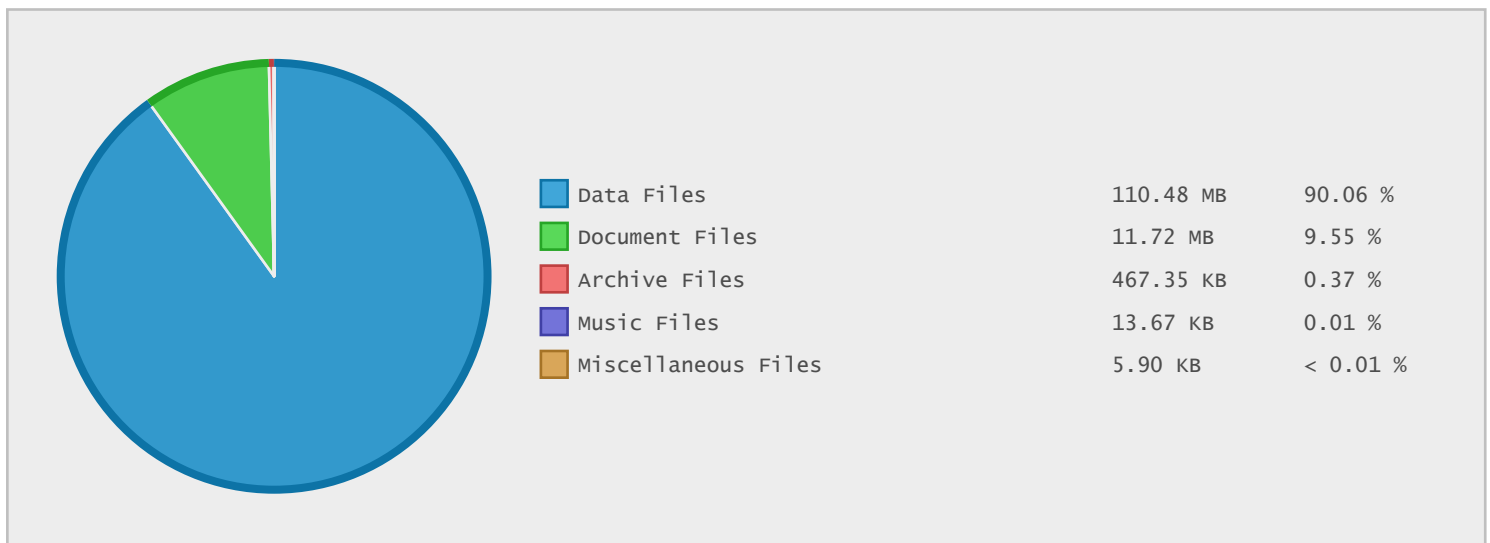 Data Files 110.48 MB 90.06 %
Document Files 11.72 MB 9.55 %
Archive Files 467.35 KB 0.37 %
Music Files 13.67 KB 0.01 %
Miscellaneous Files 5.90 KB < 0.01 %